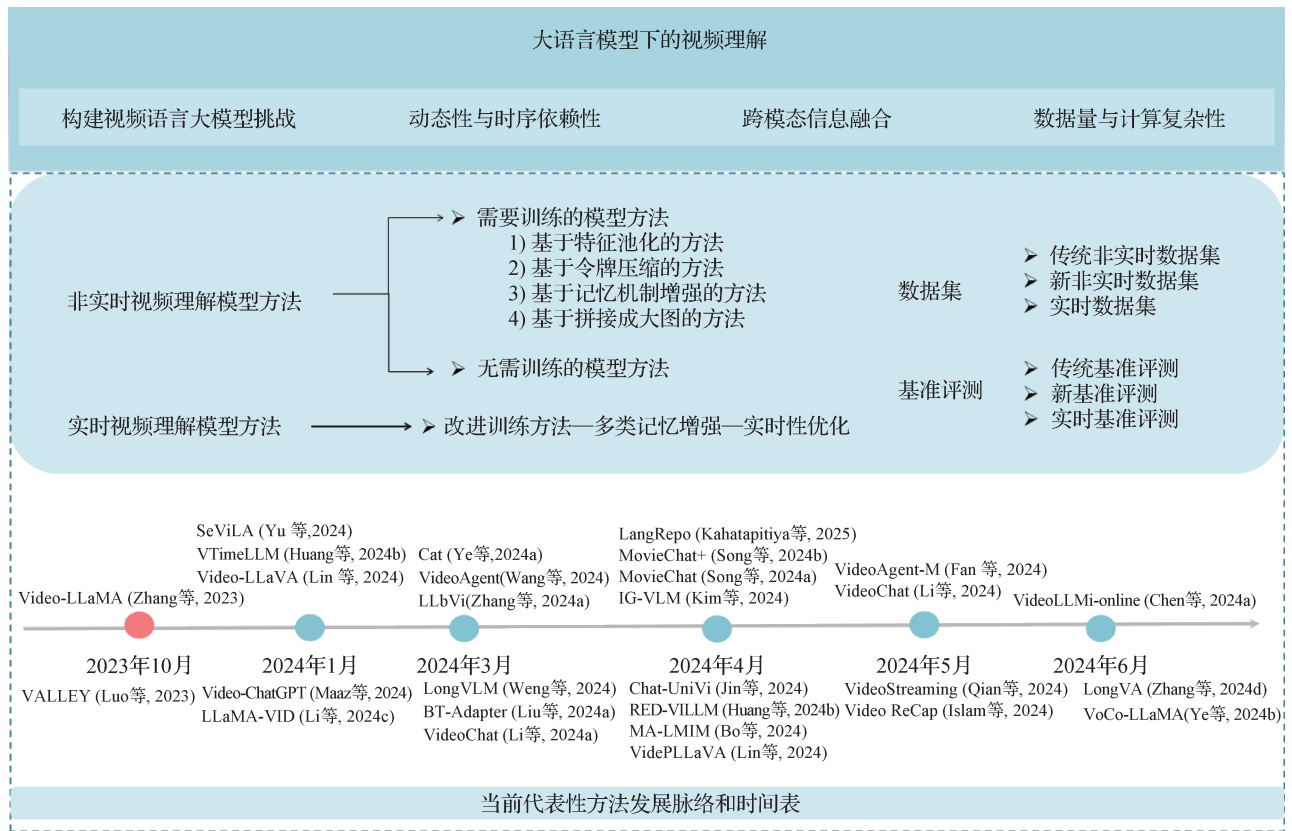 大语言模型下的视频理解
构建视频语言大模型挑战 动态性与时序依赖性 跨模态信息融合 数据量与计算复杂性
非实时视频理解模型方法
➢ 需要训练的模型方法
1) 基于特征池化的方法
2) 基于令牌压缩的方法
3) 基于记忆机制增强的方法
4) 基于拼接成大图的方法
➢ 无需训练的模型方法
实时视频理解模型方法
➢ 改进训练方法—多类记忆增强—实时性优化
数据集
➢ 传统非实时数据集
➢ 新非实时数据集
➢ 实时数据集
基准评测
➢ 传统基准评测
➢ 新基准评测
➢ 实时基准评测
Video-LLaMA (Zhang等, 2023)
2023年10月
VALLEY (Luo等, 2023)
SeViLA (Yu 等,2024)
VTimeLLM (Huang等, 2024b)
Video-LLaVA (Lin 等, 2024)
2024年1月
Video-ChatGPT (Maaz等, 2024)
LLaMA-VID (Li等, 2024c)
Cat (Ye等,2024a)
VideoAgent(Wang等, 2024)
LLbVi(Zhang等, 2024a)
2024年3月
LongVLM (Weng等, 2024)
BT-Adapter (Liu等, 2024a)
VideoChat (Li等, 2024a)
LangRepo (Kahatapitiya等, 2025)
MovieChat+ (Song等, 2024b)
MovieChat (Song等, 2024a)
IG-VLM (Kim等, 2024)
2024年4月
Chat-UniVi (Jin等, 2024)
RED-VILLM (Huang等, 2024b)
MA-LMIM (Bo等, 2024)
VidePLLaVA (Lin等, 2024)
VideoAgent-M (Fan 等, 2024)
VideoChat (Li等, 2024)
2024年5月
VideoStreaming (Qian等, 2024)
Video ReCap (Islam等, 2024)
VideoLLMi-online (Chen等, 2024a)
2024年6月
LongVA (Zhang等, 2024d)
VoCo-LLaMA(Ye等, 2024b)
当前代表性方法发展脉络和时间表